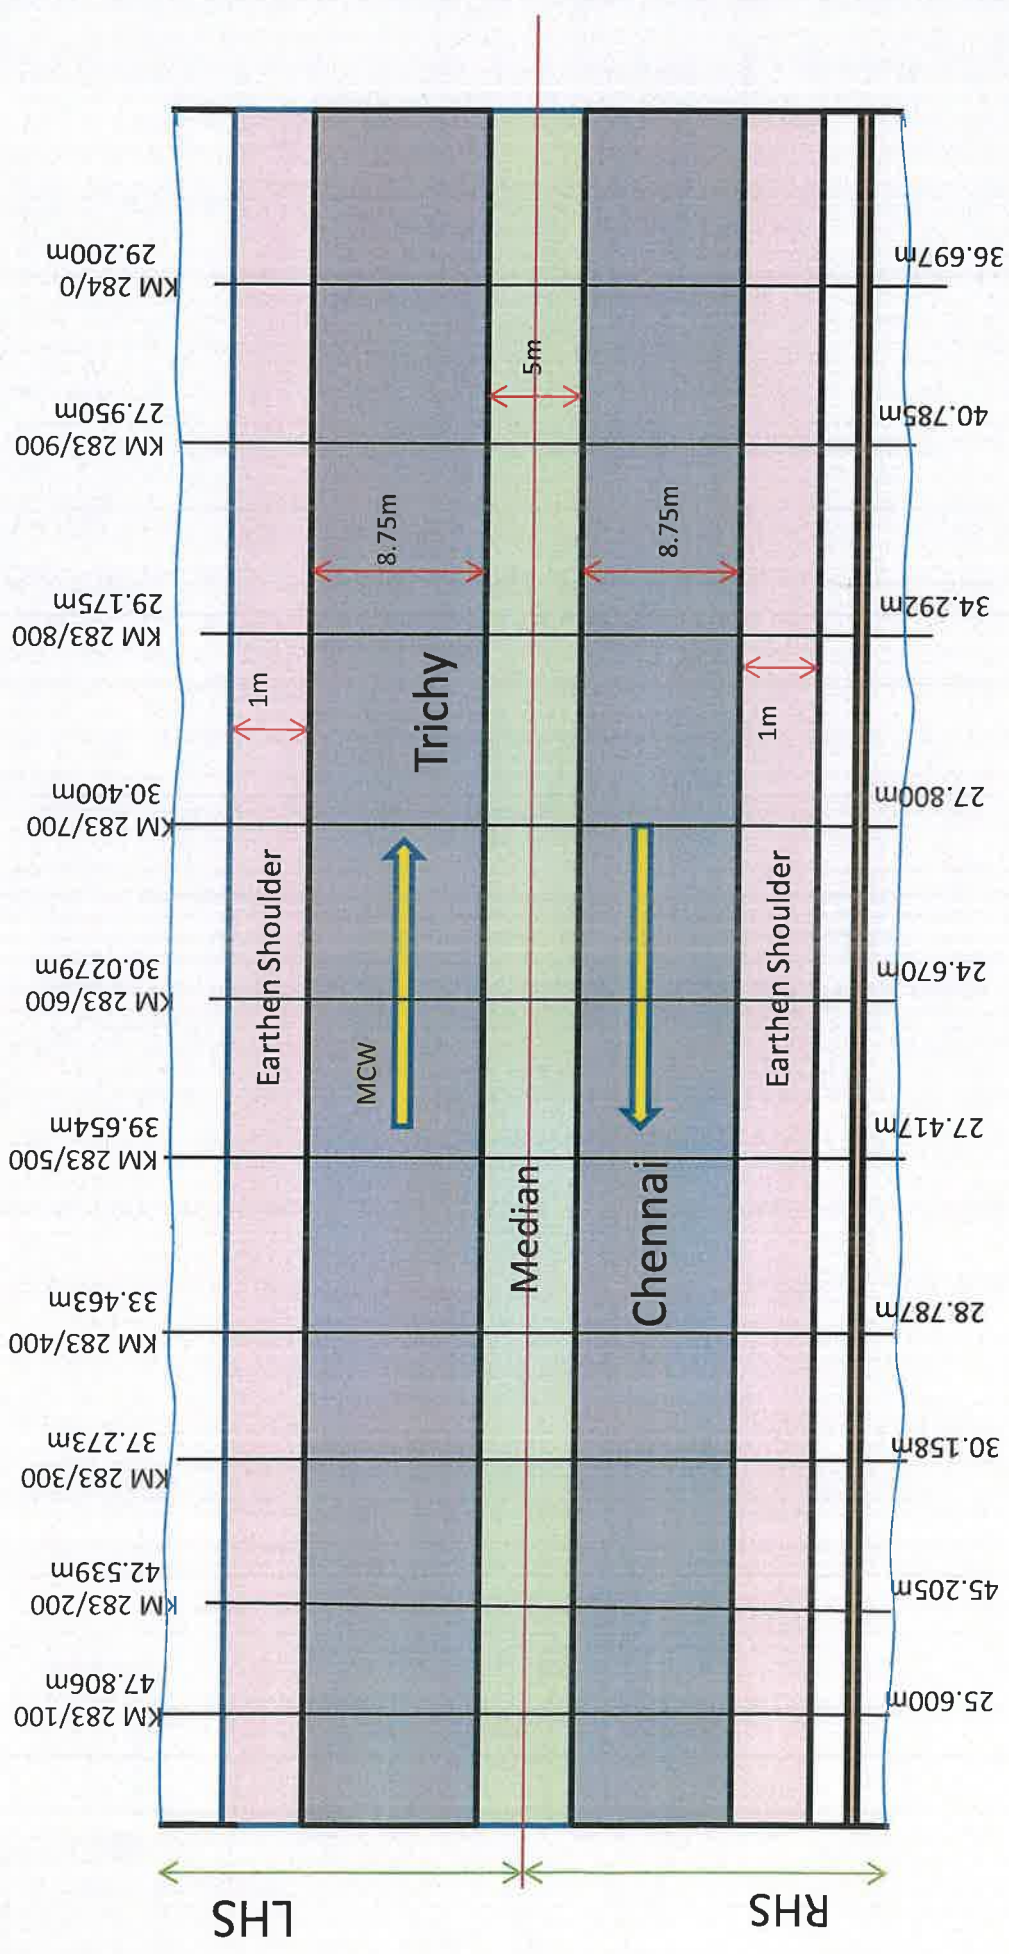 LHS
RHS
KM 283/100
47.806m
KM 283/200
42.539m
KM 283/300
37.273m
KM 283/400
33.463m
KM 283/500
39.654m
KM 283/600
30.0279m
KM 283/700
30.400m
KM 283/800
29.175m
KM 283/900
27.950m
KM 284/0
29.200m
Earthen Shoulder
1m
MCW
Trichy
8.75m
Median
5m
Chennai
8.75m
Earthen Shoulder
1m
25.600m
45.205m
30.158m
28.787m
27.417m
24.670m
27.800m
34.292m
40.785m
36.697m